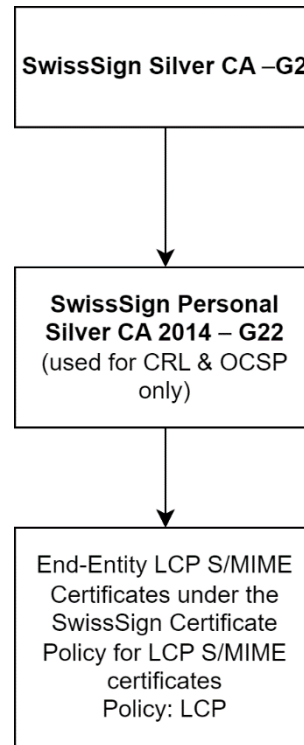 SwissSign Silver CA –G2
SwissSign Personal
Silver CA 2014 – G22
(used for CRL & OCSP
only)
End-Entity LCP S/MIME
Certificates under the
SwissSign Certificate
Policy for LCP S/MIME
certificates
Policy: LCP